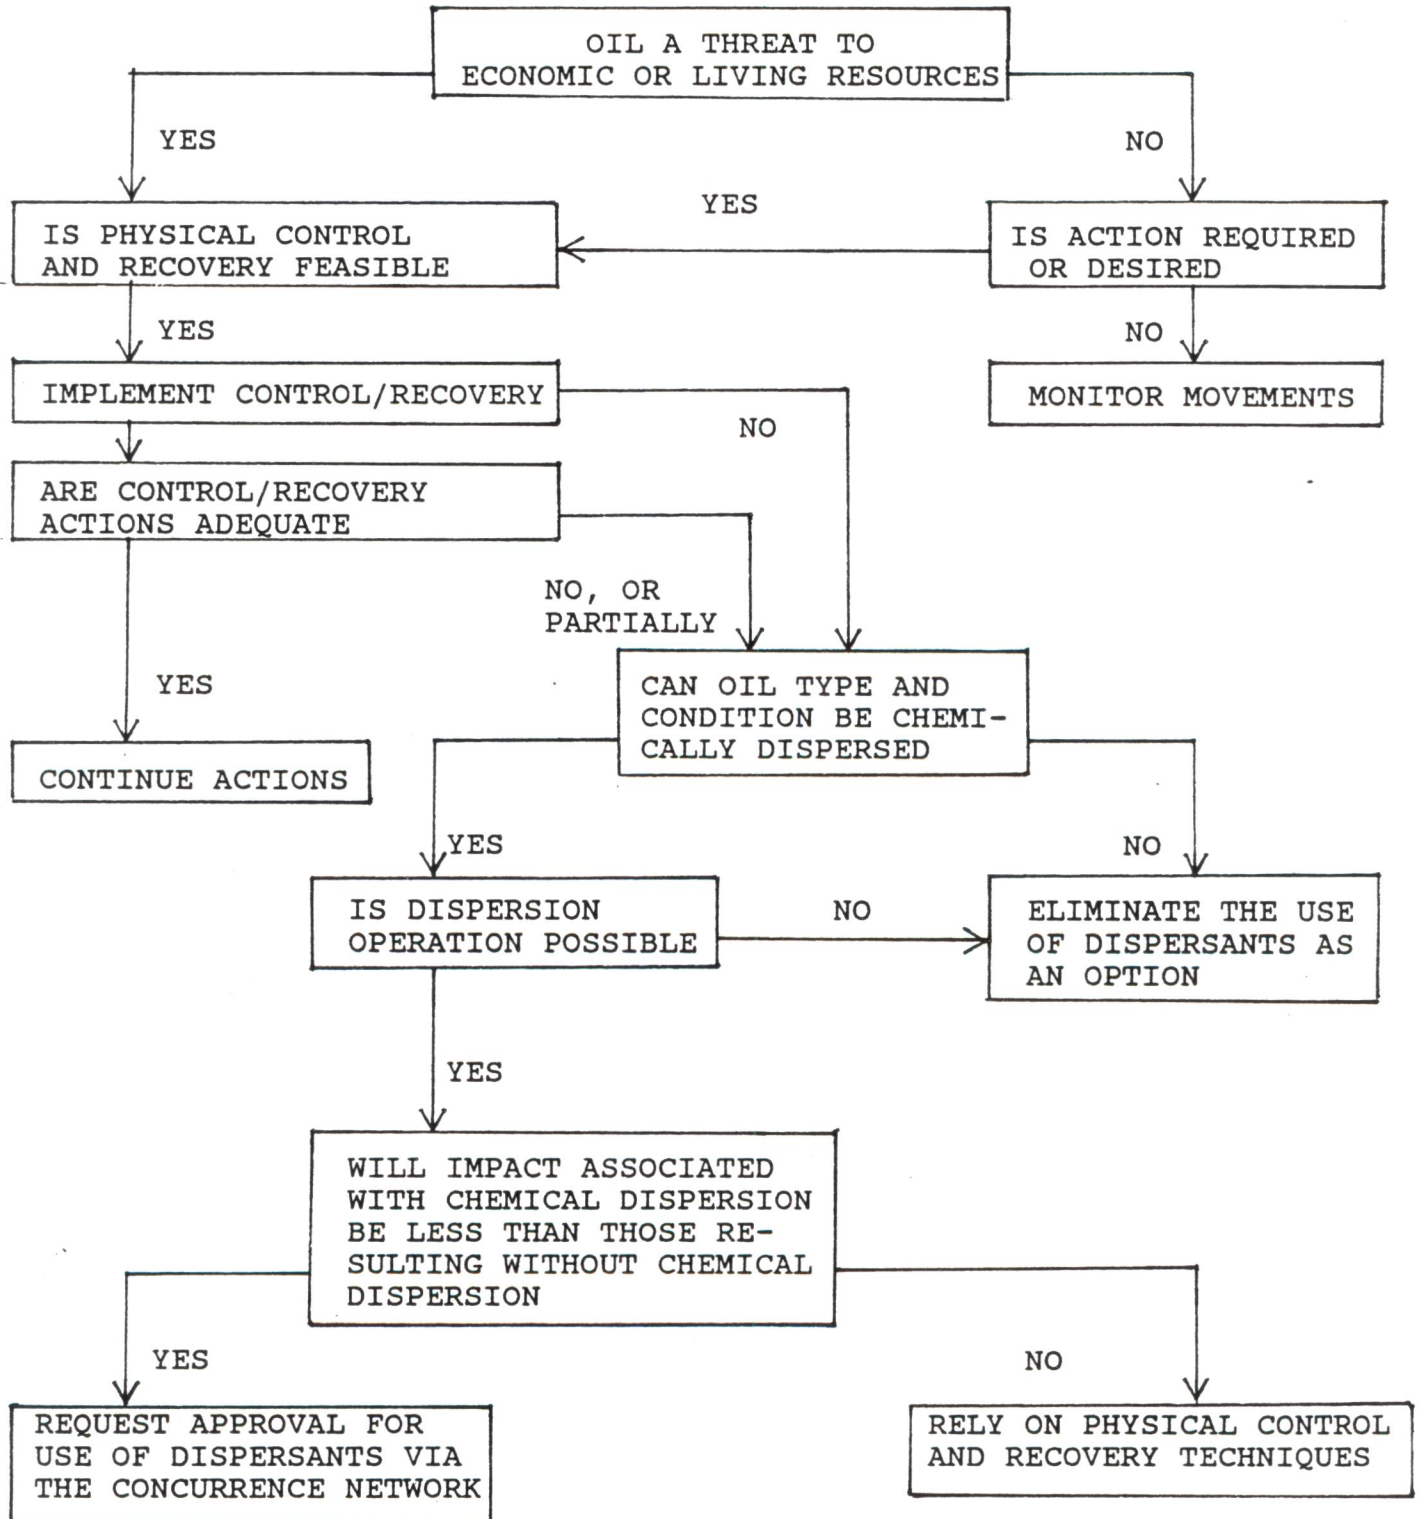 OIL A THREAT TO
ECONOMIC OR LIVING RESOURCES
YES
NO
IS PHYSICAL CONTROL
AND RECOVERY FEASIBLE
YES
IS ACTION REQUIRED
OR DESIRED
YES
NO
IMPLEMENT CONTROL/RECOVERY
NO
MONITOR MOVEMENTS
ARE CONTROL/RECOVERY
ACTIONS ADEQUATE
NO, OR
PARTIALLY
YES
CAN OIL TYPE AND
CONDITION BE CHEMI-
CALLY DISPERSED
CONTINUE ACTIONS
YES
NO
IS DISPERSION
OPERATION POSSIBLE
NO
ELIMINATE THE USE
OF DISPERSANTS AS
AN OPTION
YES
WILL IMPACT ASSOCIATED
WITH CHEMICAL DISPERSION
BE LESS THAN THOSE RE-
SULTING WITHOUT CHEMICAL
DISPERSION
YES
NO
REQUEST APPROVAL FOR
USE OF DISPERSANTS VIA
THE CONCURRENCE NETWORK
RELY ON PHYSICAL CONTROL
AND RECOVERY TECHNIQUES